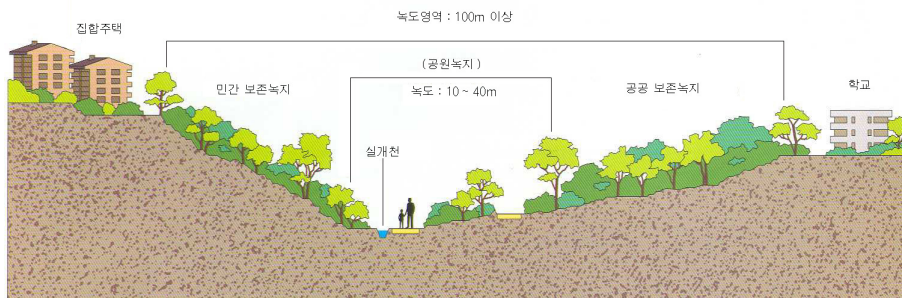 녹도영역 : 100m 이상
집합주택
(공원녹지)
민간 보존녹지
녹도 : 10 ~ 40m
공공 보존녹지
학교
실개천